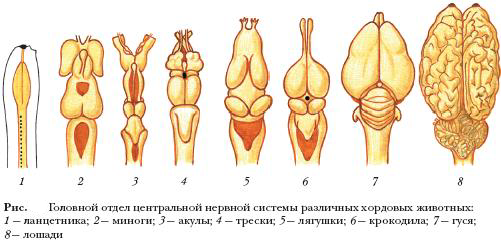 1 2 3 4 5 6 7 8
Рис. Головной отдел центральной нервной системы различных хордовых животных:
1 – ланцетника; 2 – миноги; 3 – акулы; 4 – трески; 5 – лягушки; 6 – крокодила; 7 – гуся;
8 – лошади